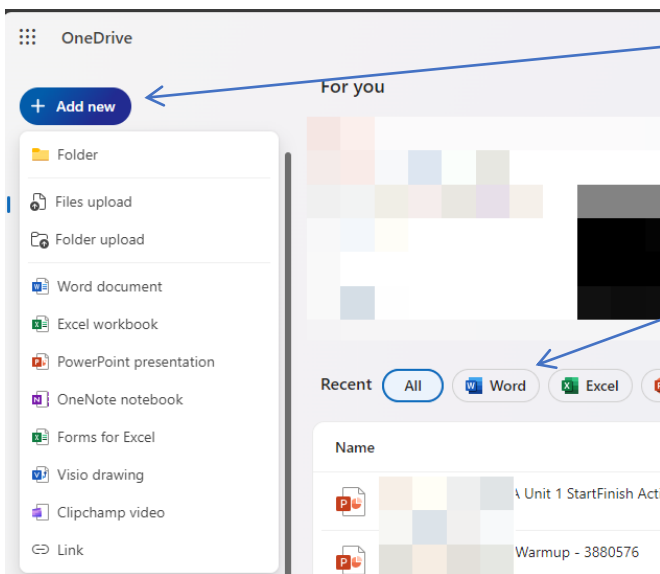 OneDrive
+ Add new
Folder
Files upload
Folder upload
Word document
Excel workbook
PowerPoint presentation
OneNote notebook
Forms for Excel
Visio drawing
Clipchamp video
Link
For you
Recent All Word Excel
Name
Unit 1 StartFinish Acti
Warmup - 3880576